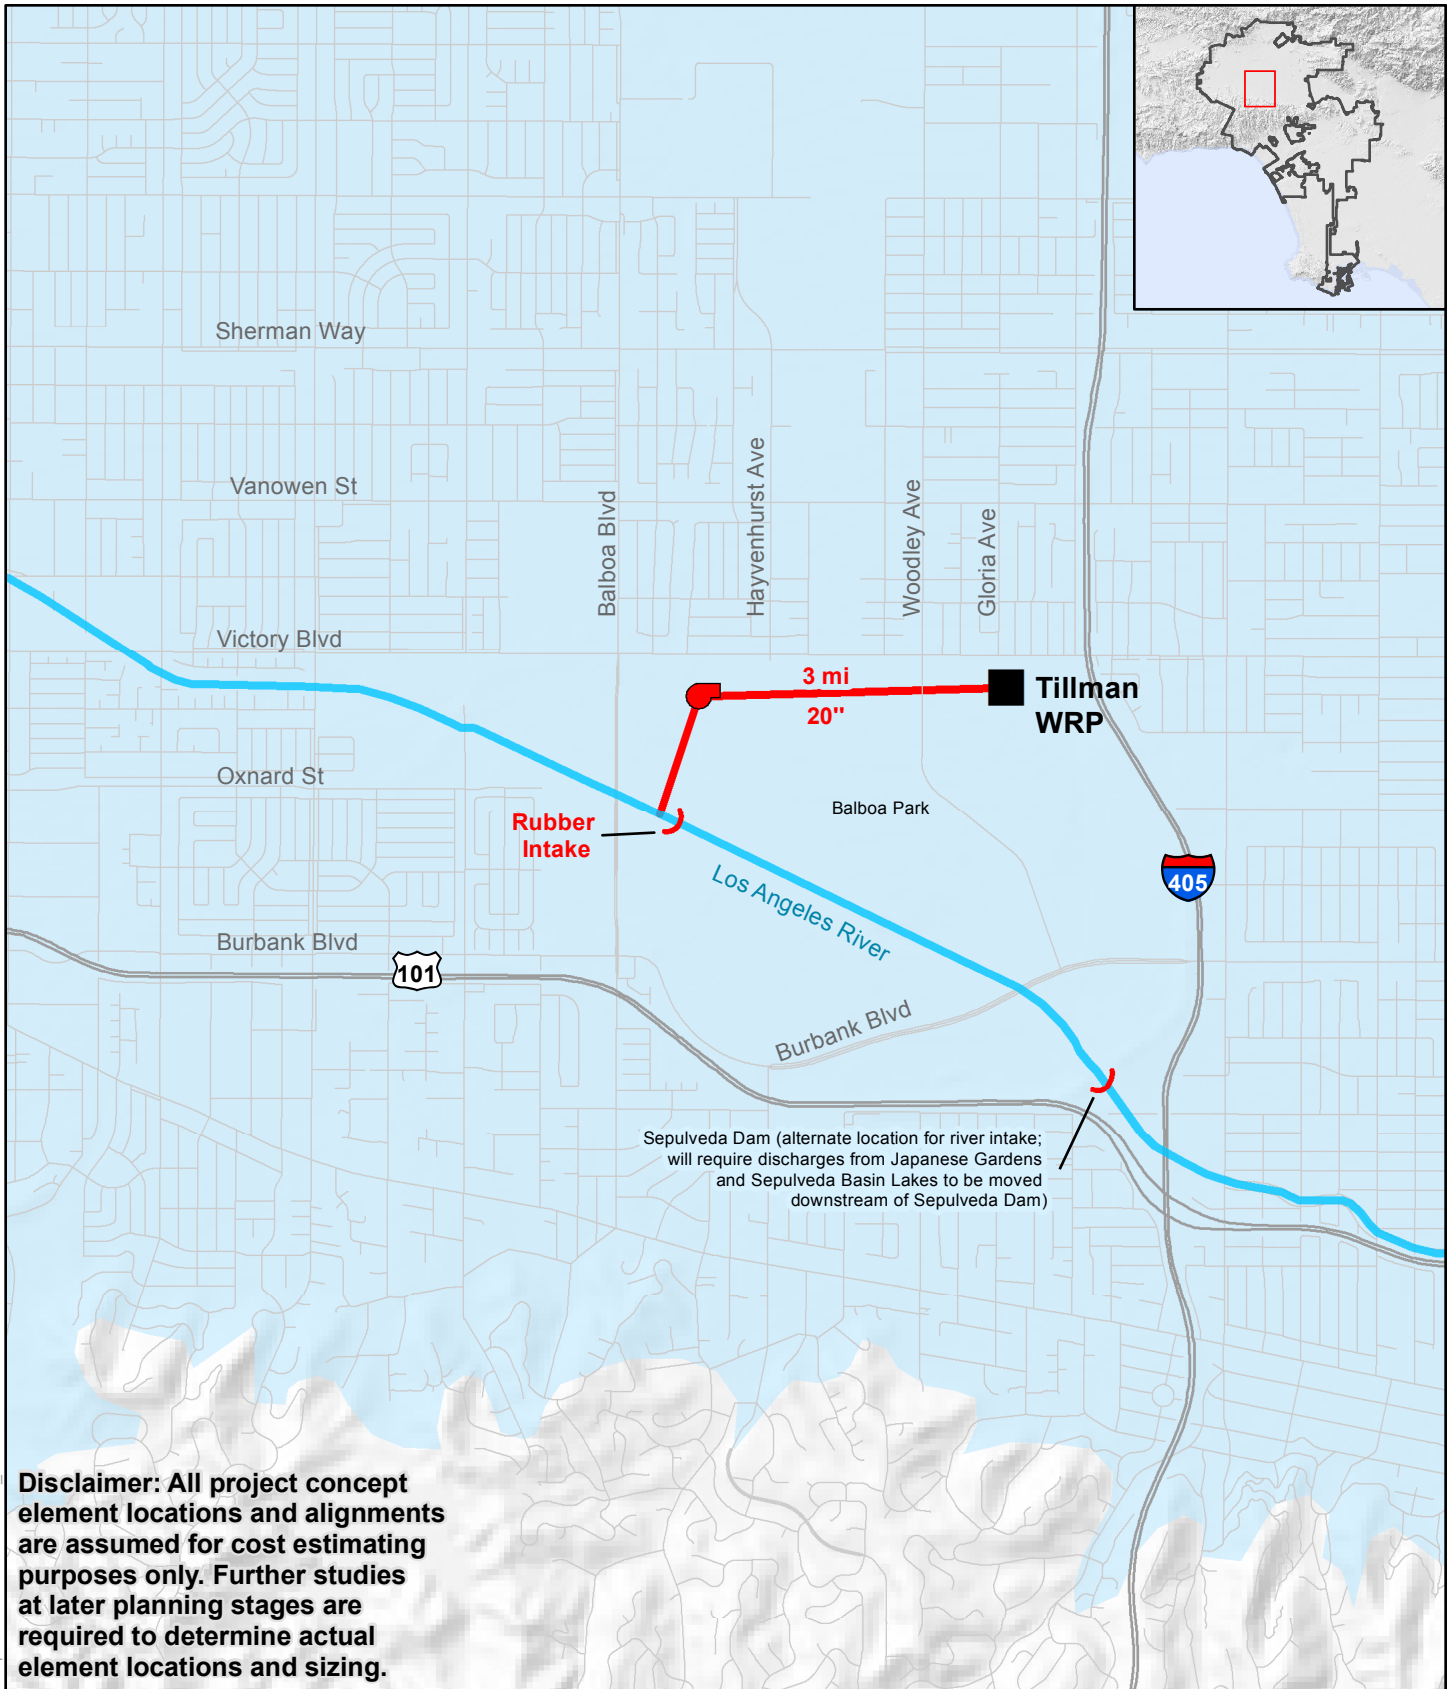 Sherman Way
Vanowen St
Balboa Blvd
Hayvenhurst Ave
Woodley Ave
Gloria Ave
Victory Blvd
3 mi
20"
Tillman
WRP
Oxnard St
Rubber
Intake
Balboa Park
Los Angeles River
405
Burbank Blvd
101
Burbank Blvd
Sepulveda Dam (alternate location for river intake;
will require discharges from Japanese Gardens
and Sepulveda Basin Lakes to be moved
downstream of Sepulveda Dam)
Disclaimer: All project concept
element locations and alignments
are assumed for cost estimating
purposes only. Further studies
at later planning stages are
required to determine actual
element locations and sizing.